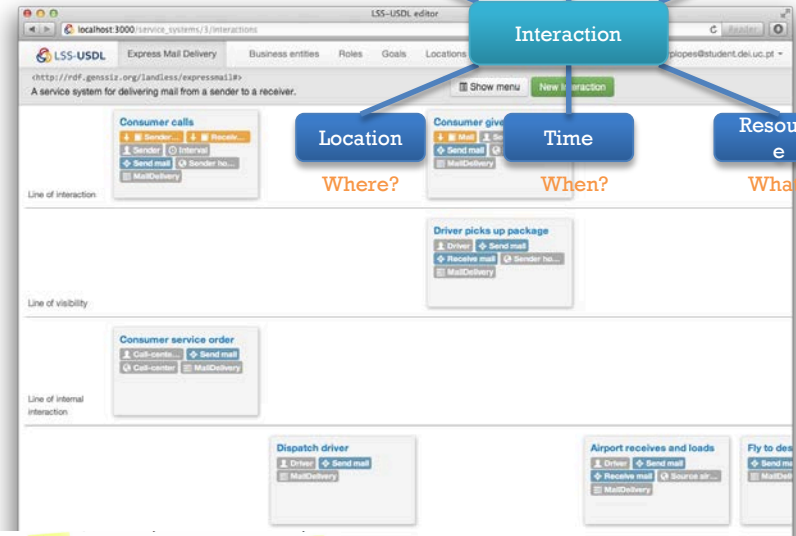 LSS-USDL editor
localhost:3000/service_systems/3/interactions
Reader
Interaction
LSS-USDL Express Mail Delivery Business entities Roles Goals Locations
rplopes@student.dei.uc.pt
<http://rdf.genssiz.org/landless/expressmail#>
A service system for delivering mail from a sender to a receiver.
Show menu New Interaction
Location Time
Where? When?
Consumer calls
Sender... Receiv...
Sender Interval
Send mail Sender ho...
MailDelivery
Consumer give
Mail
Send mail
MailDelivery
Line of interaction
Driver picks up package
Driver Send mail
Receive mail Sender ho...
MailDelivery
Line of visibility
Consumer service order
Call-cente... Send mail
Call-center MailDelivery
Line of internal
interaction
Dispatch driver
Driver Send mail
MailDelivery
Airport receives and loads
Driver Send mail
Receive mail Source air...
MailDelivery
Fly to des
Send ma
MailDeli